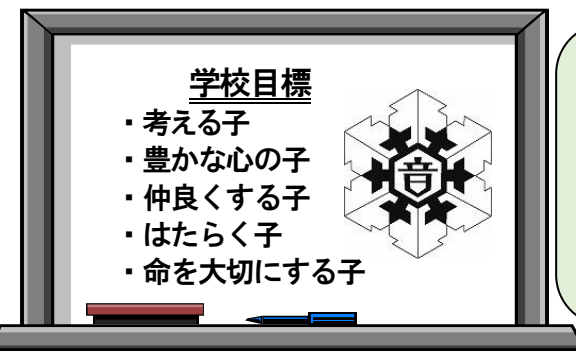 学校目標
・考える子
・豊かな心の子
・仲良くする子
・はたらく子
・命を大切にする子
音